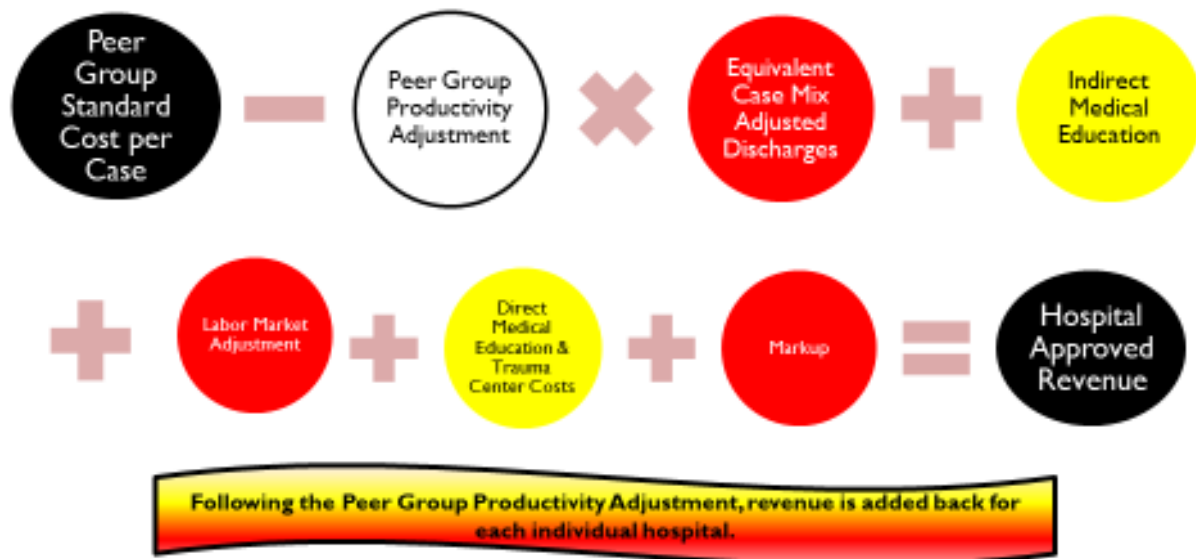 Peer
Group
Standard
Cost per
Case
Peer Group
Productivity
Adjustment
Equivalent
Case Mix
Adjusted
Discharges
Indirect
Medical
Education
Labor Market
Adjustment
Direct
Medical
Education &
Trauma
Center Costs
Markup
Hospital
Approved
Revenue
Following the Peer Group Productivity Adjustment, revenue is added back for
each individual hospital.